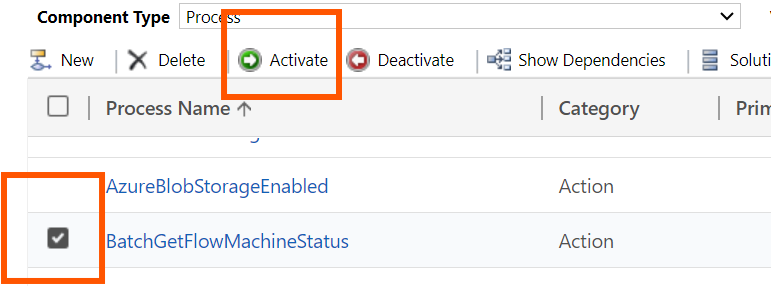 Component Type Process
New Delete Activate Deactivate Show Dependencies Soluti
Process Name Category Prim
AzureBlobStorageEnabled Action
BatchGetFlowMachineStatus Action